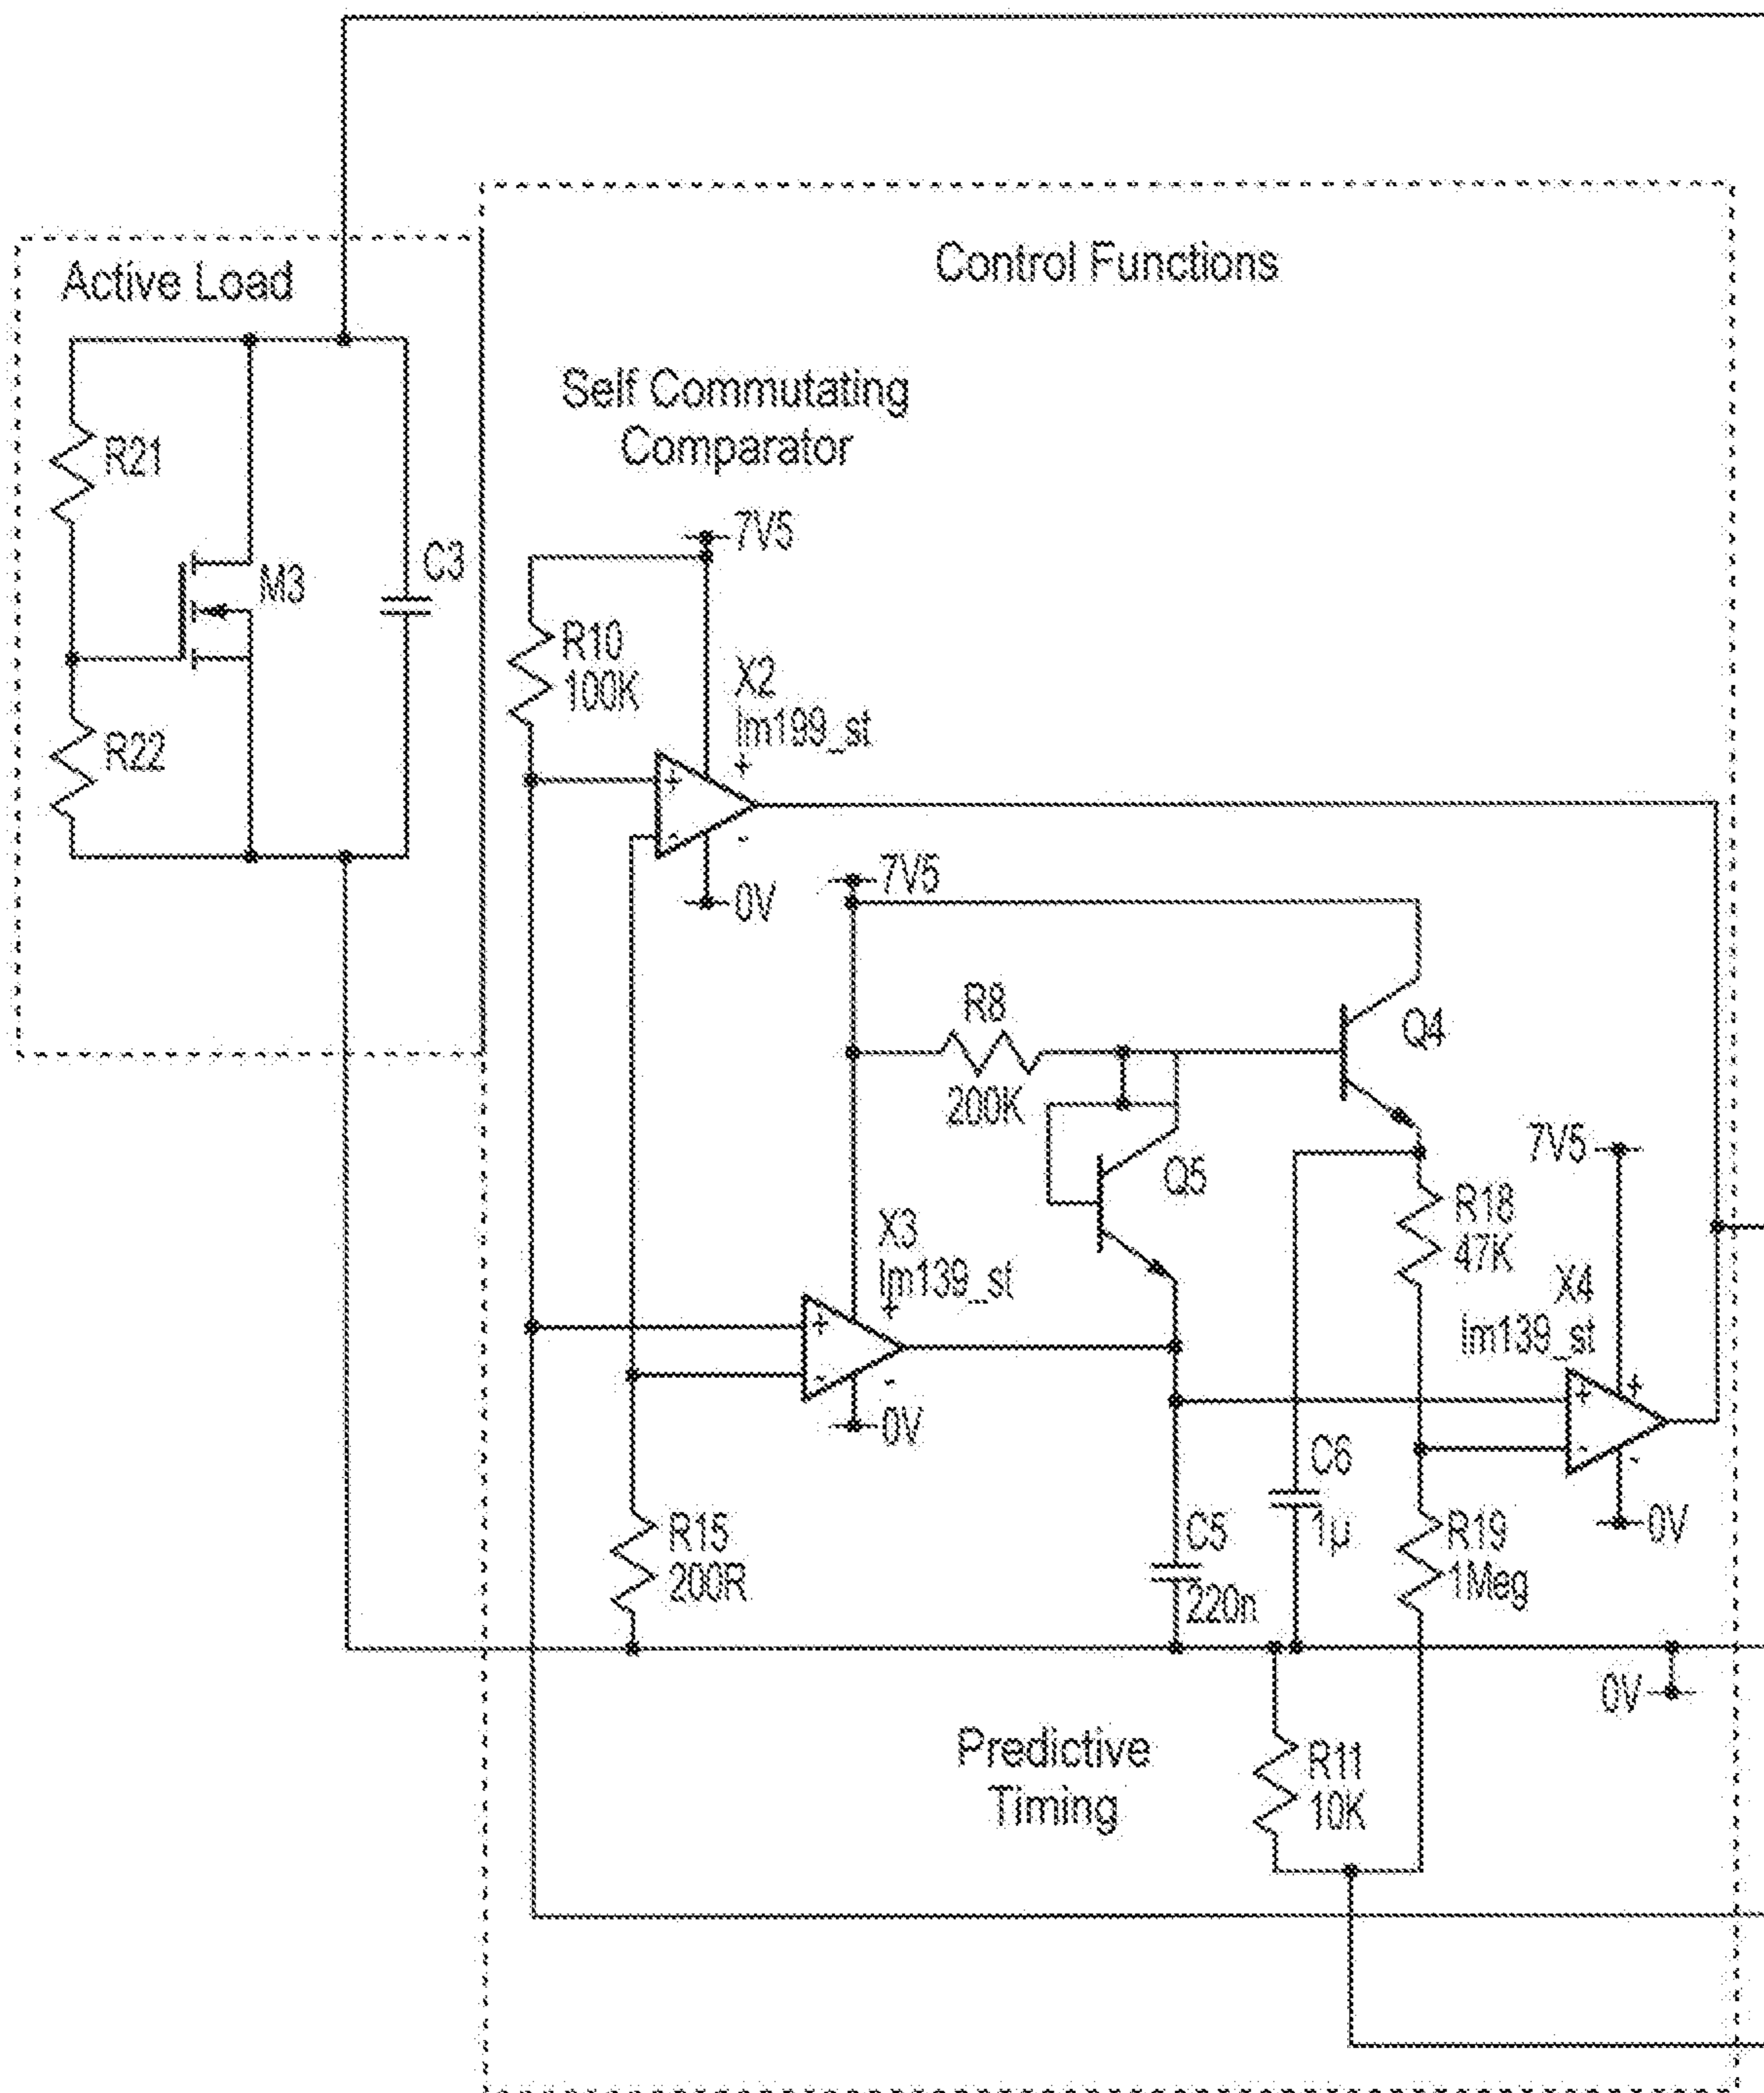 Active Load
Control Functions
R21
M3
C3
R22
Self Commutating
Comparator
7V5
R10
100K
X2
lm199_st
+
-
+
-
0V
7V5
R8
200K
Q4
Q5
7V5
X3
lm139_st
+
-
+
-
0V
R18
47K
X4
lm139_st
+
-
+
-
0V
C6
1µ
C5
220n
R15
200R
R19
1Meg
0V
Predictive
Timing
R11
10K